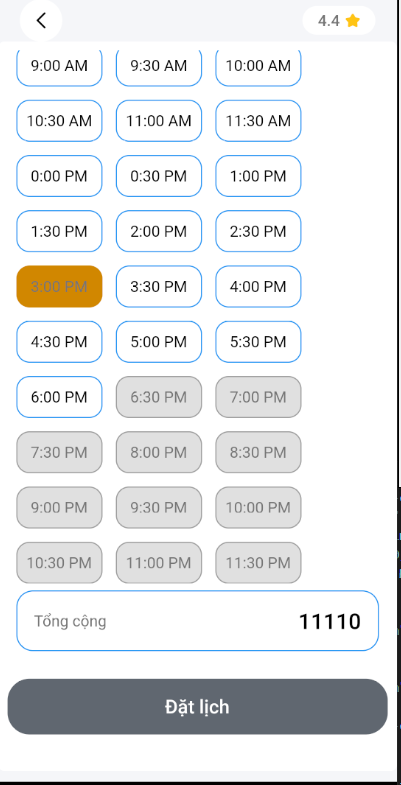 4.4
9:00 AM 9:30 AM 10:00 AM
10:30 AM 11:00 AM 11:30 AM
0:00 PM 0:30 PM 1:00 PM
1:30 PM 2:00 PM 2:30 PM
3:00 PM 3:30 PM 4:00 PM
4:30 PM 5:00 PM 5:30 PM
6:00 PM 6:30 PM 7:00 PM
7:30 PM 8:00 PM 8:30 PM
9:00 PM 9:30 PM 10:00 PM
10:30 PM 11:00 PM 11:30 PM
Tổng cộng 11110
Đặt lịch